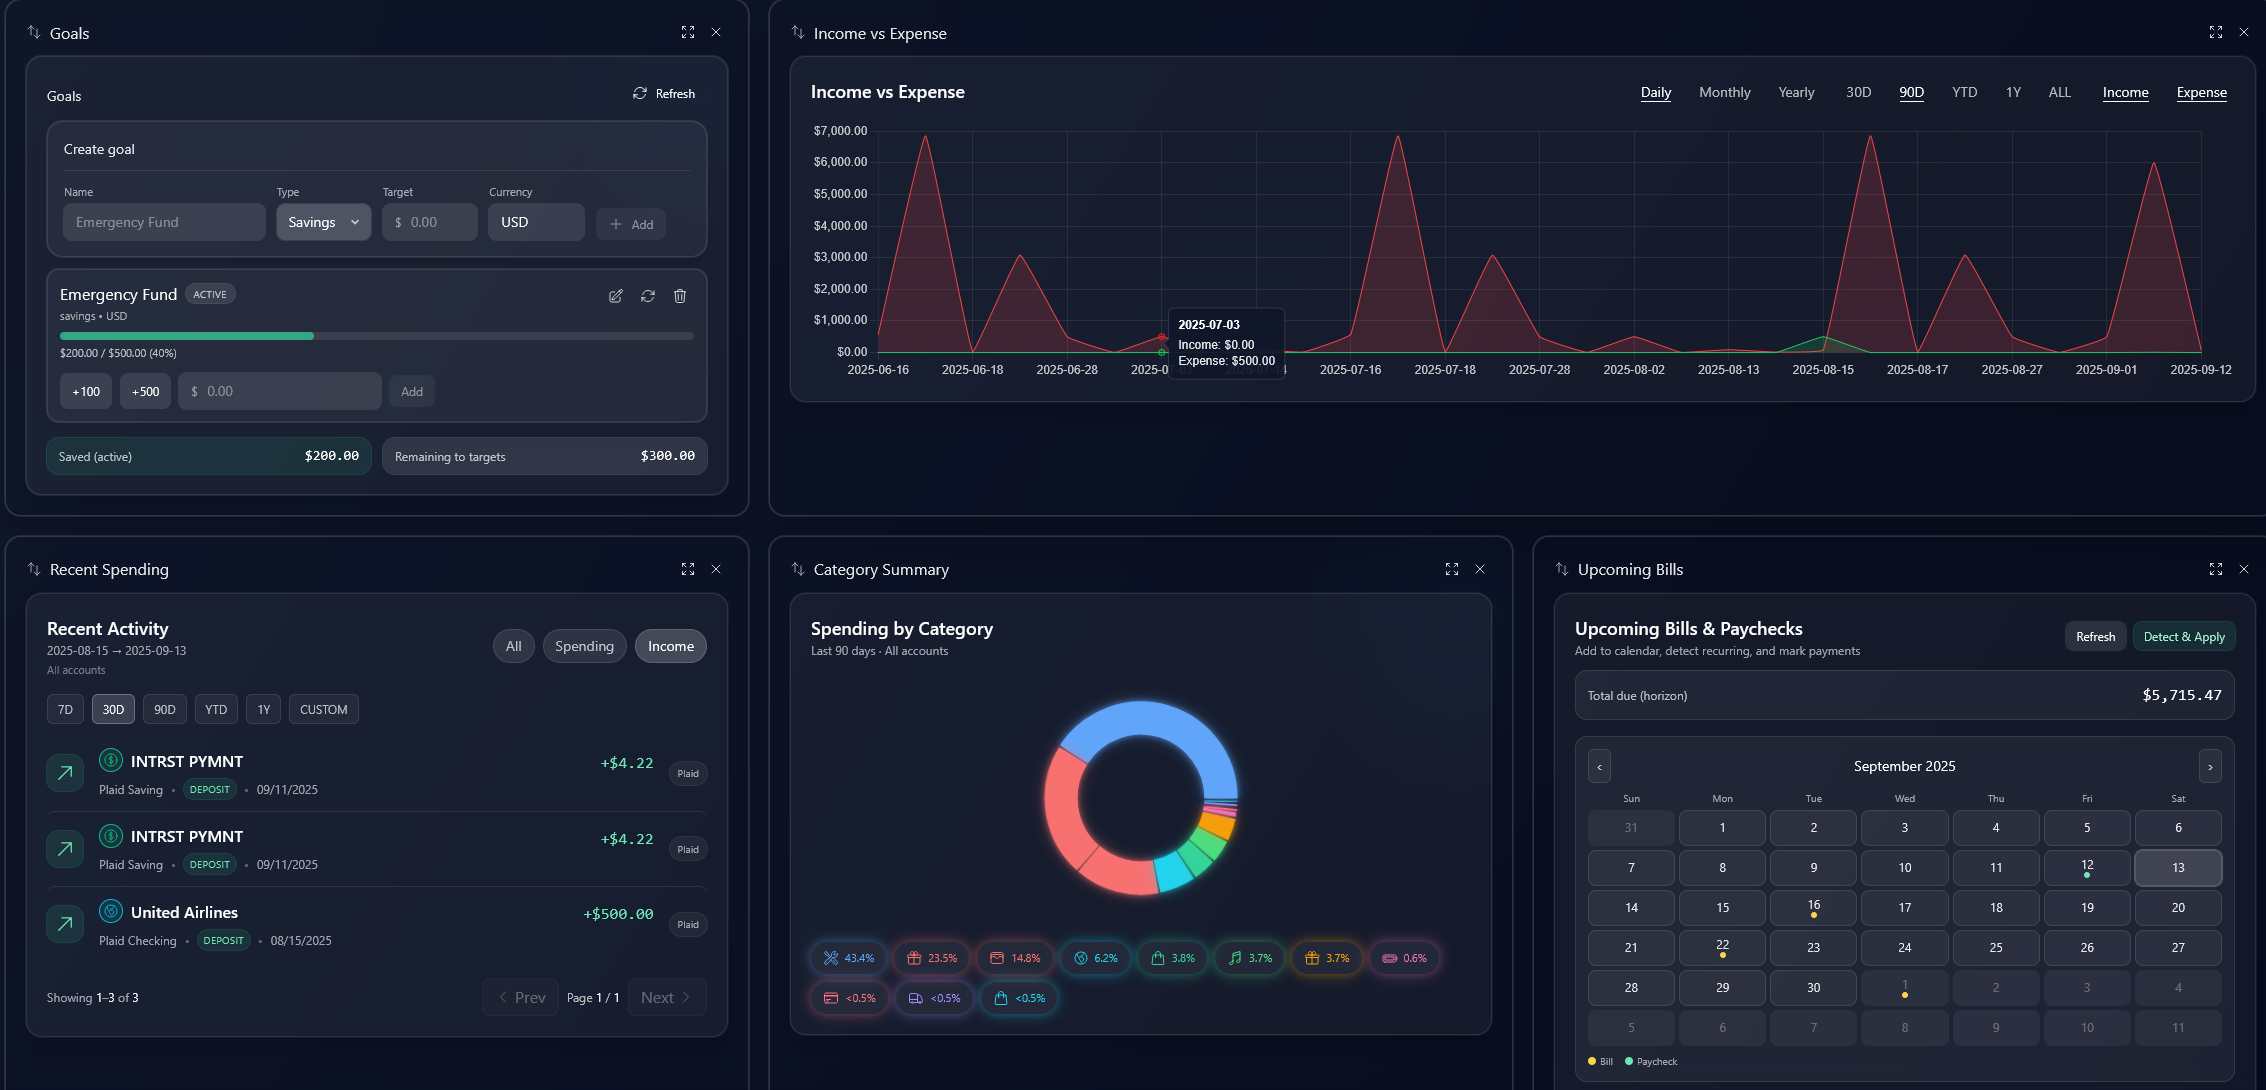 Goals
Goals
Refresh
Create goal
Name Type Target Currency
Emergency Fund Savings $ 0.00 USD + Add
Emergency Fund ACTIVE
savings • USD
$200.00 / $500.00 (40%)
+100 +500 $ 0.00 Add
Saved (active) $200.00 Remaining to targets $300.00
Income vs Expense
Income vs Expense Daily Monthly Yearly 30D 90D YTD 1Y ALL Income Expense
$7,000.00
$6,000.00
$5,000.00
$4,000.00
$3,000.00
$2,000.00
$1,000.00
$0.00
2025-07-03
Income: $0.00
Expense: $500.00
2025-06-16 2025-06-18 2025-06-28 2025-07-03 2025-07-14 2025-07-16 2025-07-18 2025-07-28 2025-08-02 2025-08-13 2025-08-15 2025-08-17 2025-08-27 2025-09-01 2025-09-12
Recent Spending
Recent Activity
2025-08-15 → 2025-09-13
All accounts
All Spending Income
7D 30D 90D YTD 1Y CUSTOM
INTRST PYMNT +$4.22 Plaid
Plaid Saving • DEPOSIT • 09/11/2025
INTRST PYMNT +$4.22 Plaid
Plaid Saving • DEPOSIT • 09/11/2025
United Airlines +$500.00 Plaid
Plaid Checking • DEPOSIT • 08/15/2025
Showing 1–3 of 3 Prev Page 1 / 1 Next
Category Summary
Spending by Category
Last 90 days · All accounts
43.4% 23.5% 14.8% 6.2% 3.8% 3.7% 3.7% 0.6%
<0.5% <0.5% <0.5%
Upcoming Bills
Upcoming Bills & Paychecks
Add to calendar, detect recurring, and mark payments
Refresh Detect & Apply
Total due (horizon) $5,715.47
‹ September 2025 ›
Sun Mon Tue Wed Thu Fri Sat
31 1 2 3 4 5 6
7 8 9 10 11 12 13
14 15 16 17 18 19 20
21 22 23 24 25 26 27
28 29 30 1 2 3 4
5 6 7 8 9 10 11
Bill Paycheck